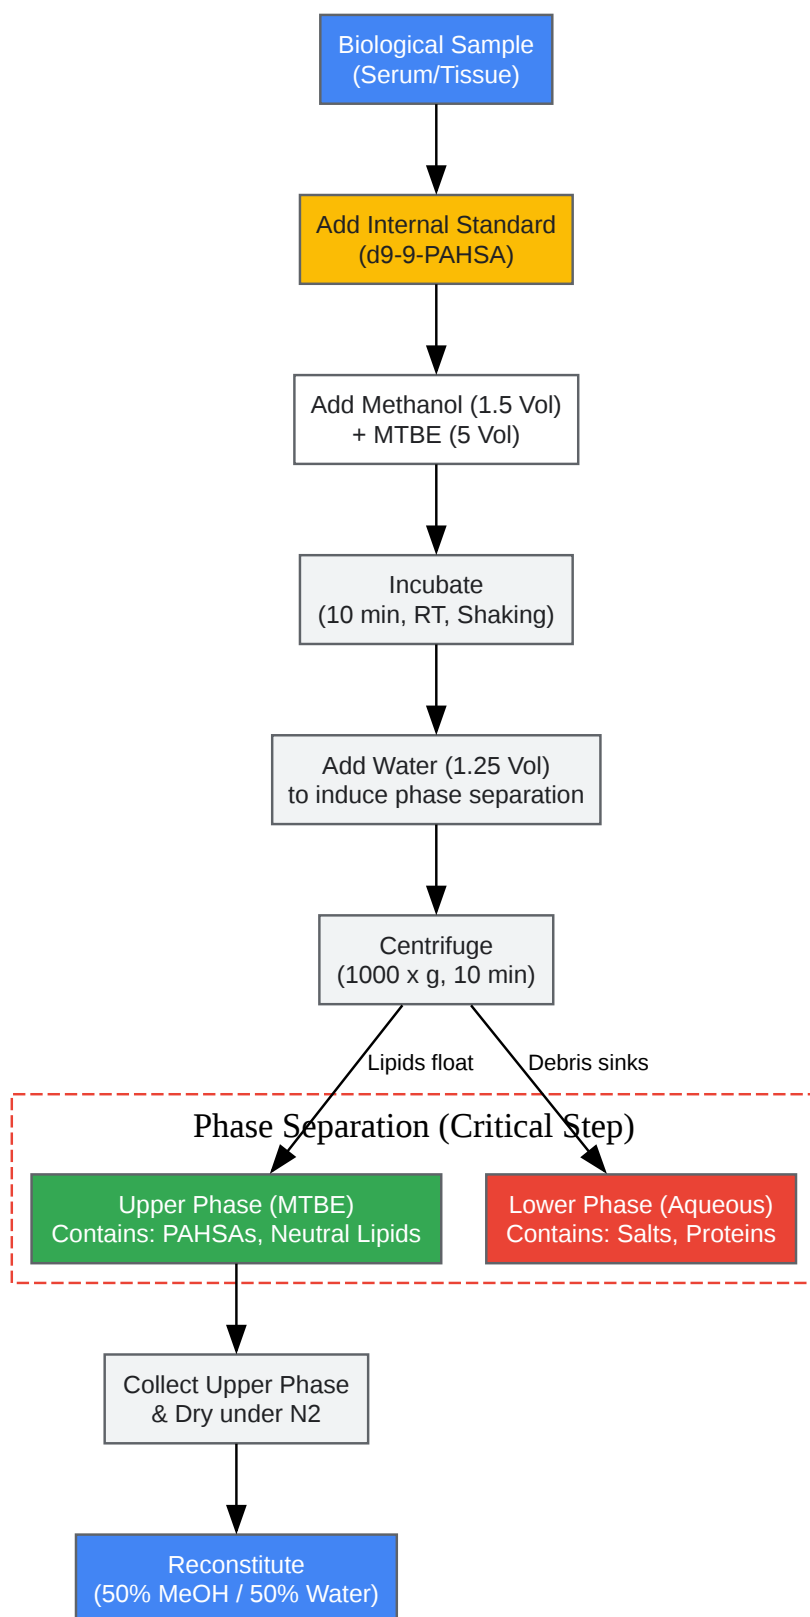 Biological Sample
(Serum/Tissue)
Add Internal Standard
(d9-9-PAHSA)
Add Methanol (1.5 Vol)
+ MTBE (5 Vol)
Incubate
(10 min, RT, Shaking)
Add Water (1.25 Vol)
to induce phase separation
Centrifuge
(1000 x g, 10 min)
Lipids float
Debris sinks
Phase Separation (Critical Step)
Upper Phase (MTBE)
Contains: PAHSAs, Neutral Lipids
Lower Phase (Aqueous)
Contains: Salts, Proteins
Collect Upper Phase
& Dry under N2
Reconstitute
(50% MeOH / 50% Water)